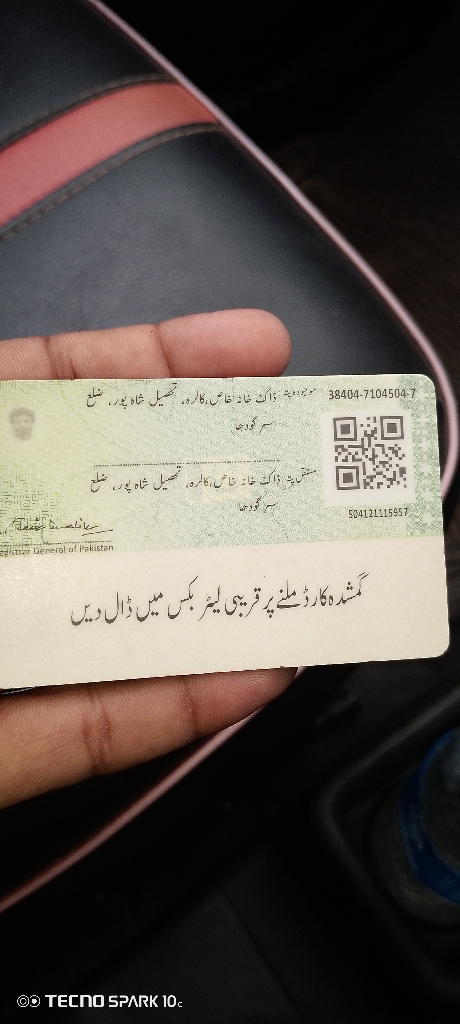 38404-7104504-7
موجودہ پتہ: ڈاک خانہ خاص، کالرہ، تحصیل شاہ پور، ضلع
سرگودھا
مستقل پتہ: ڈاک خانہ خاص، کالرہ، تحصیل شاہ پور، ضلع
سرگودھا
504121115957
Registrar General of Pakistan
گمشدہ کارڈ ملنے پر قریبی لیٹر بکس میں ڈال دیں
TECNO SPARK 10C